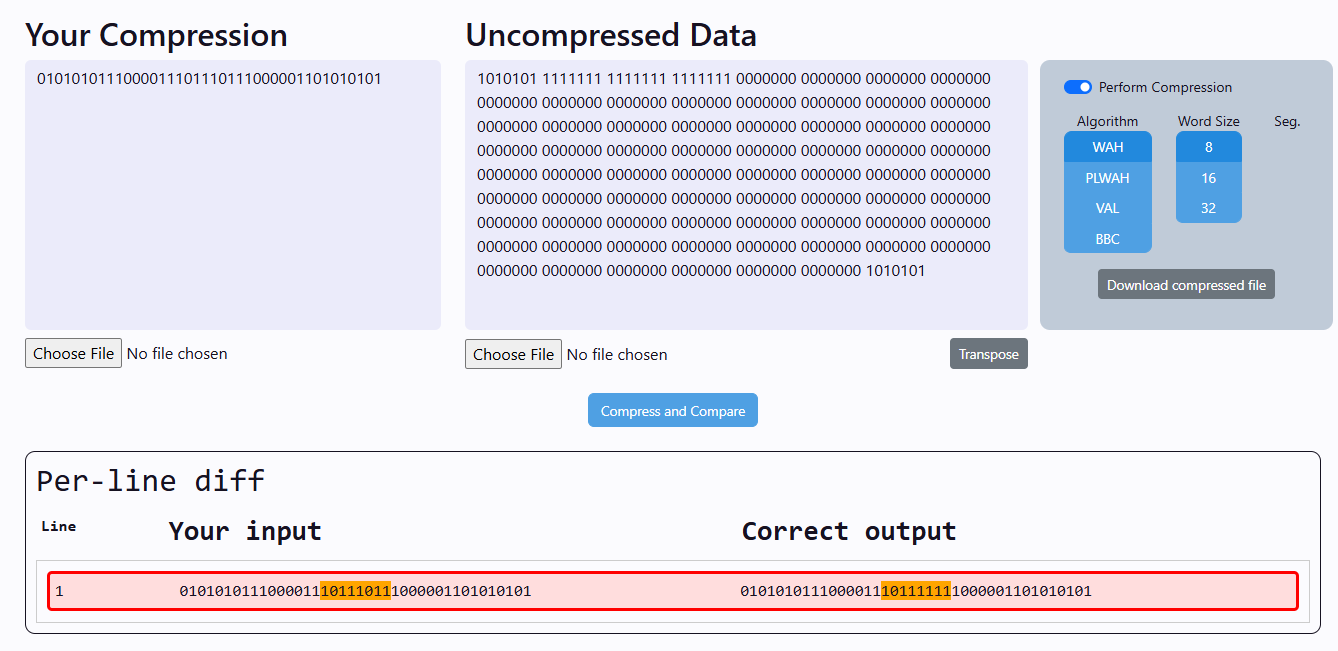 Your Compression
0101010111000011101110111000001101010101
Choose File No file chosen
Uncompressed Data
1010101 1111111 1111111 1111111 0000000 0000000 0000000 0000000
0000000 0000000 0000000 0000000 0000000 0000000 0000000 0000000
0000000 0000000 0000000 0000000 0000000 0000000 0000000 0000000
0000000 0000000 0000000 0000000 0000000 0000000 0000000 0000000
0000000 0000000 0000000 0000000 0000000 0000000 0000000 0000000
0000000 0000000 0000000 0000000 0000000 0000000 0000000 0000000
0000000 0000000 0000000 0000000 0000000 0000000 0000000 0000000
0000000 0000000 0000000 0000000 0000000 0000000 0000000 0000000
0000000 0000000 0000000 0000000 0000000 0000000 1010101
Choose File No file chosen
Transpose
Perform Compression
Algorithm Word Size Seg.
WAH 8
PLWAH 16
VAL 32
BBC
Download compressed file
Compress and Compare
Per-line diff
Line Your input Correct output
1 0101010111000011101110111000001101010101 0101010111000011101111111000001101010101